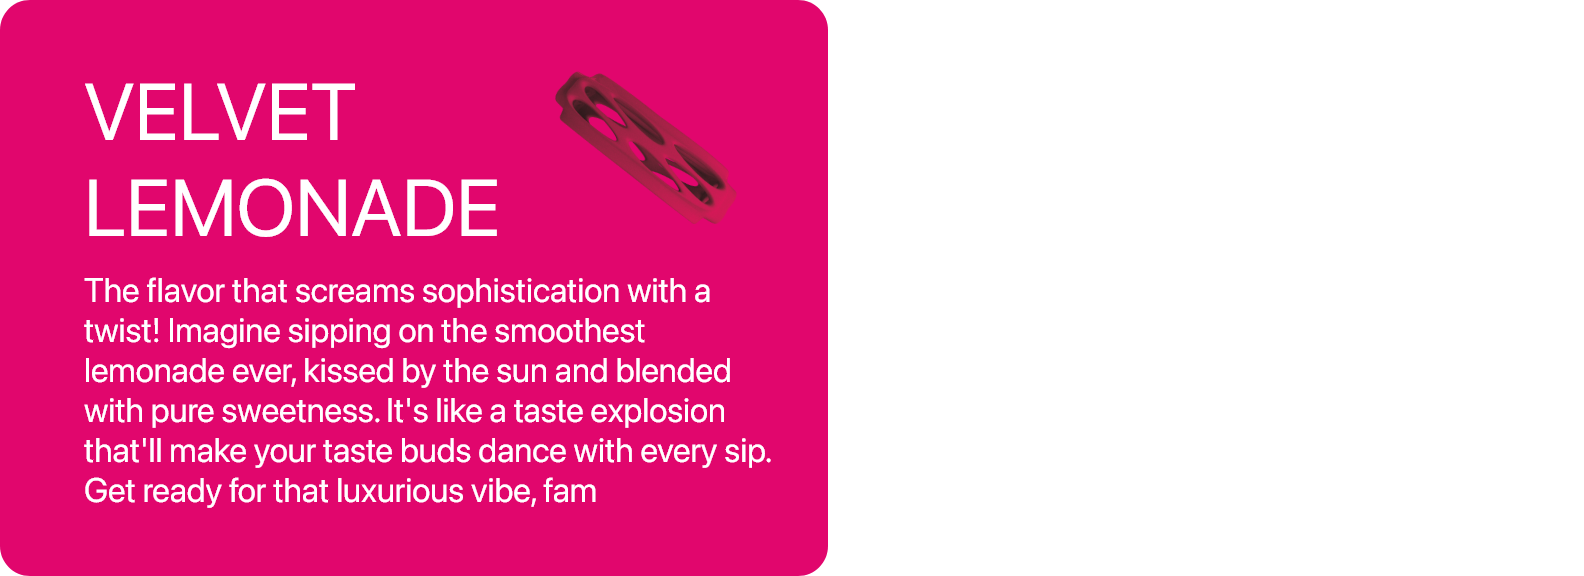 VELVET
LEMONADE
The flavor that screams sophistication with a
twist! Imagine sipping on the smoothest
lemonade ever, kissed by the sun and blended
with pure sweetness. It's like a taste explosion
that'll make your taste buds dance with every sip.
Get ready for that luxurious vibe, fam